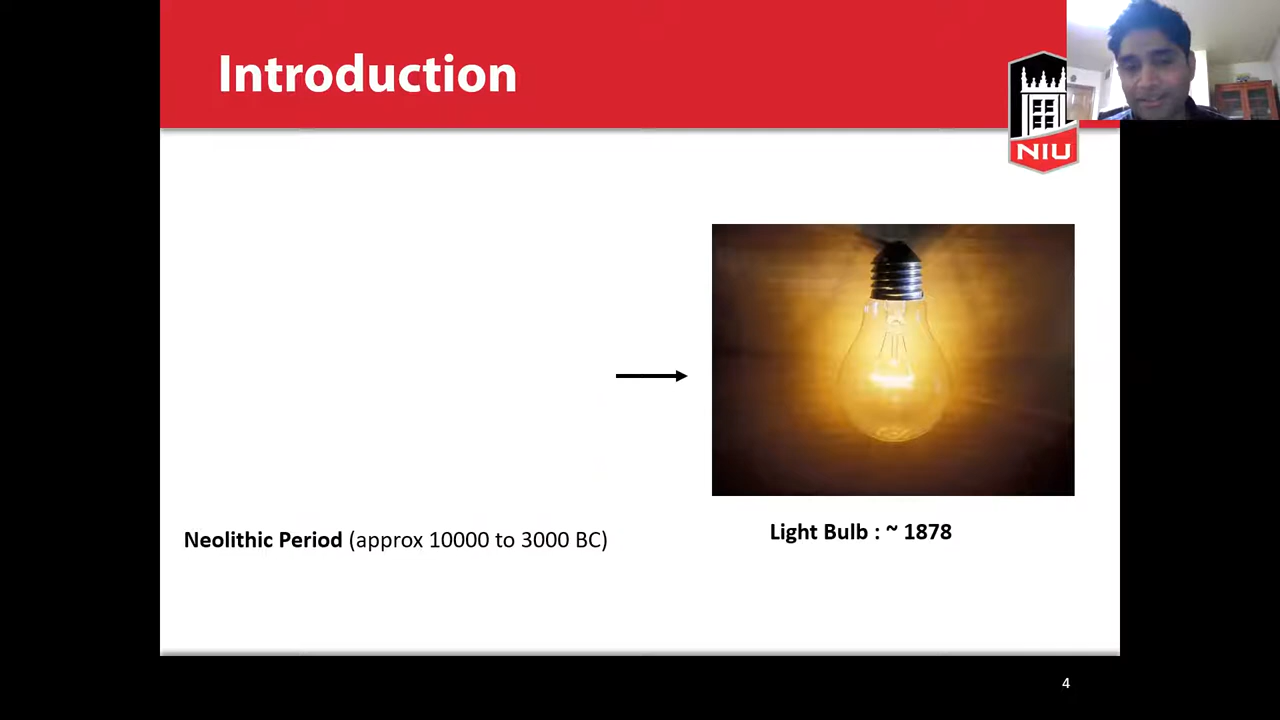 Introduction
NIU
Neolithic Period (approx 10000 to 3000 BC)
Light Bulb : ~ 1878
4